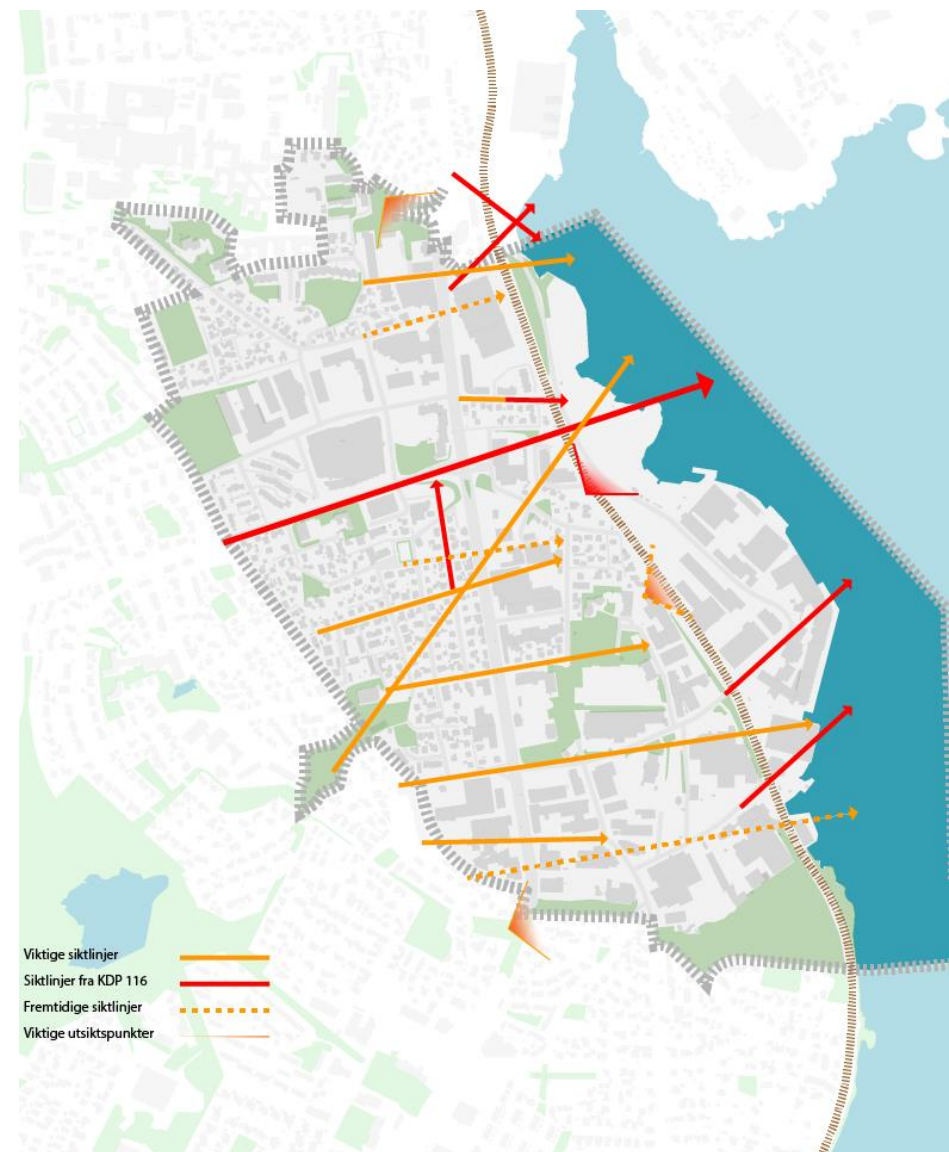 Viktige siktlinjer
Siktlinjer fra KDP 116
Fremtidige siktlinjer
Viktige utsiktspunkter